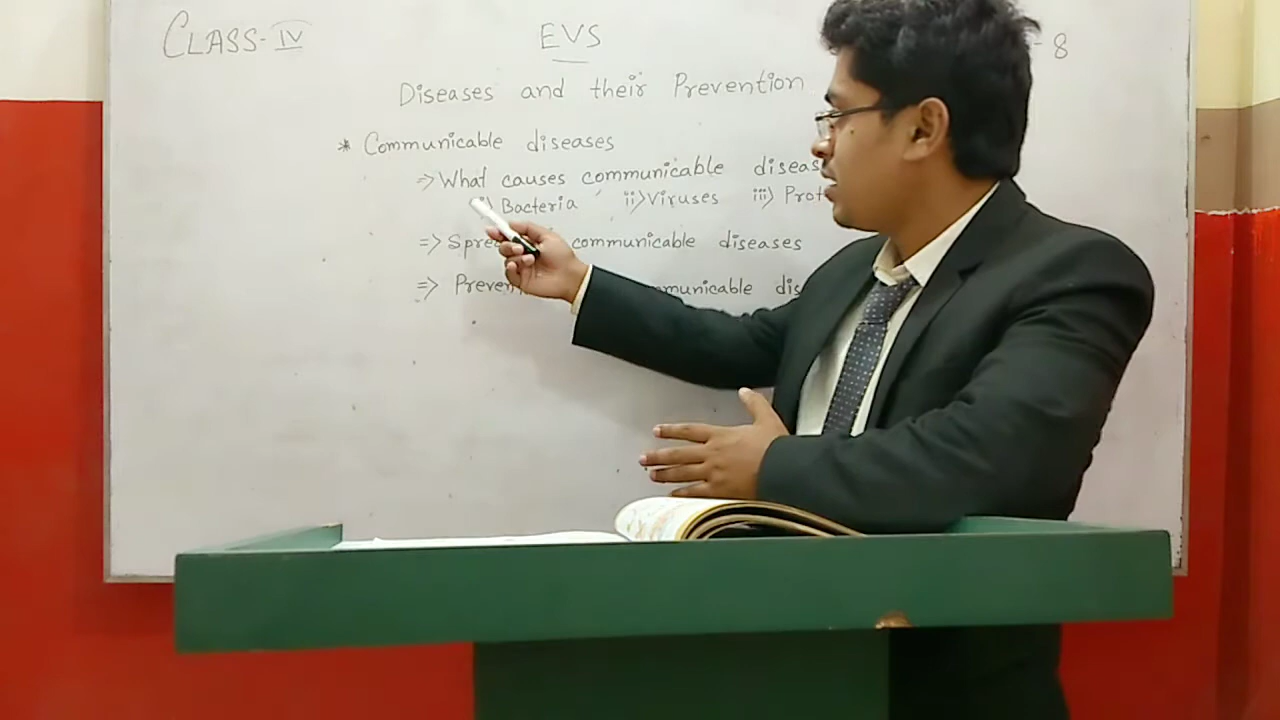 CLASS-IV EVS -8
Diseases and their Prevention
* Communicable diseases
=> What causes communicable
Bacteria ii) Viruses iii)
=> communicable diseases
=>